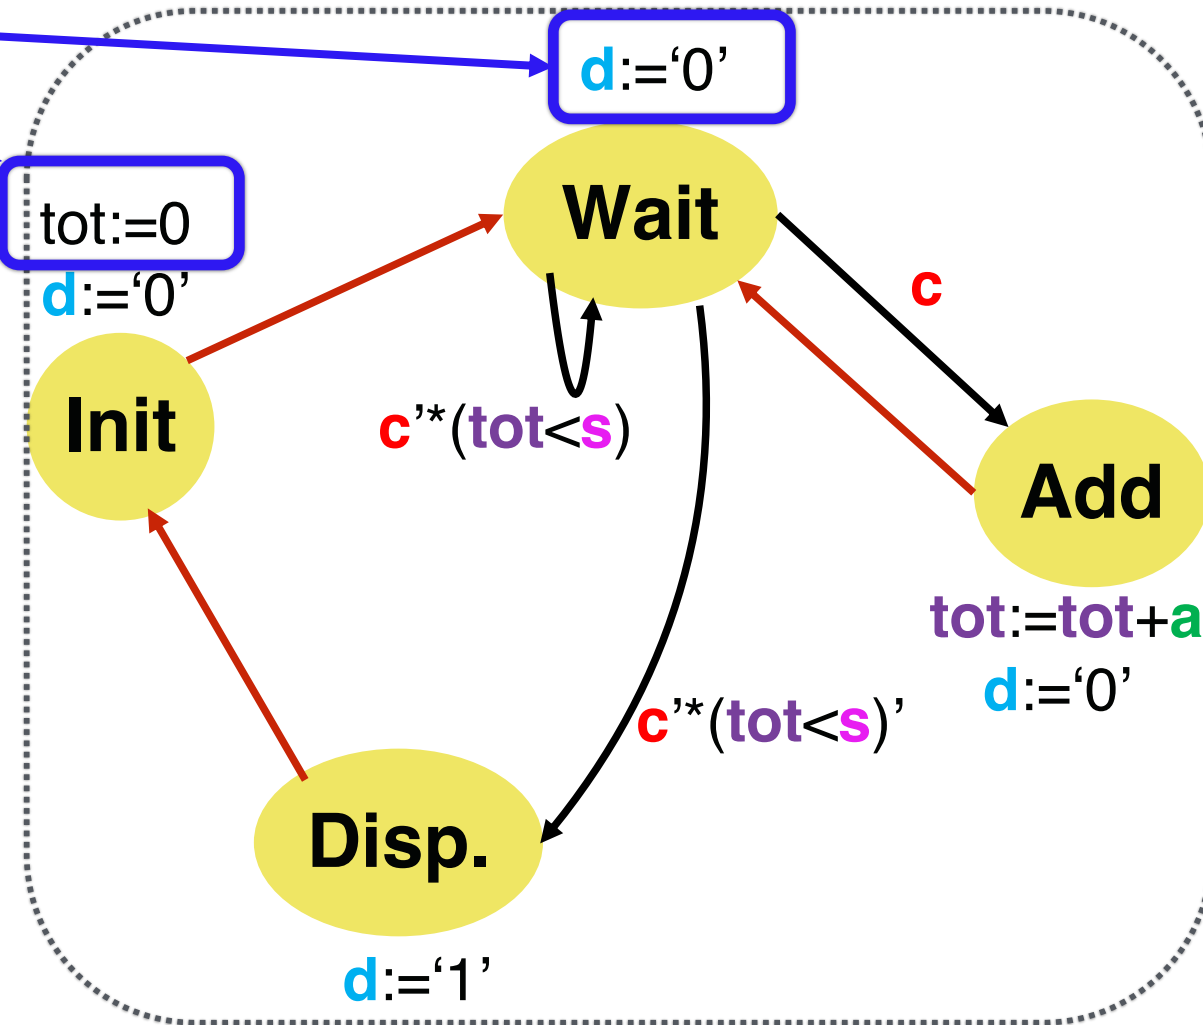 d:=‘0’
tot:=0
d:=‘0’
Wait
c
Init
c’*(tot<s)
Add
tot:=tot+a
d:=‘0’
c’*(tot<s)’
Disp.
d:=‘1’